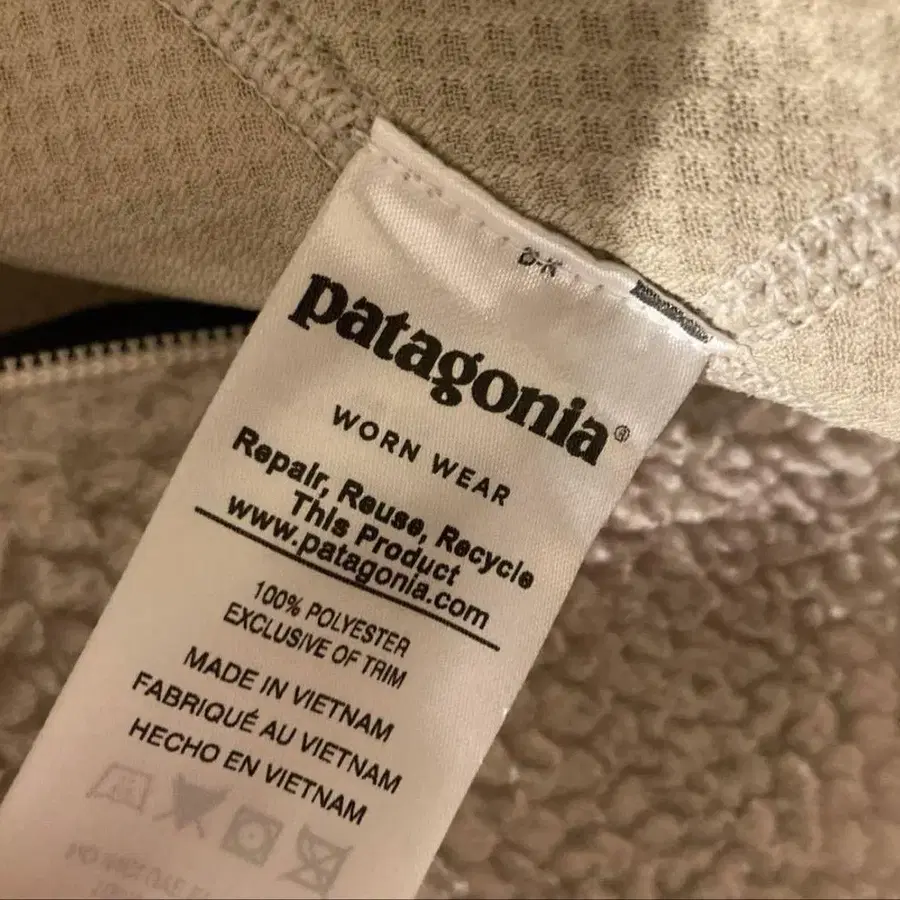 patagonia®
WORN WEAR
Repair, Reuse, Recycle
This Product
www.patagonia.com
100% POLYESTER
EXCLUSIVE OF TRIM
MADE IN VIETNAM
FABRIQUÉ AU VIETNAM
HECHO EN VIETNAM